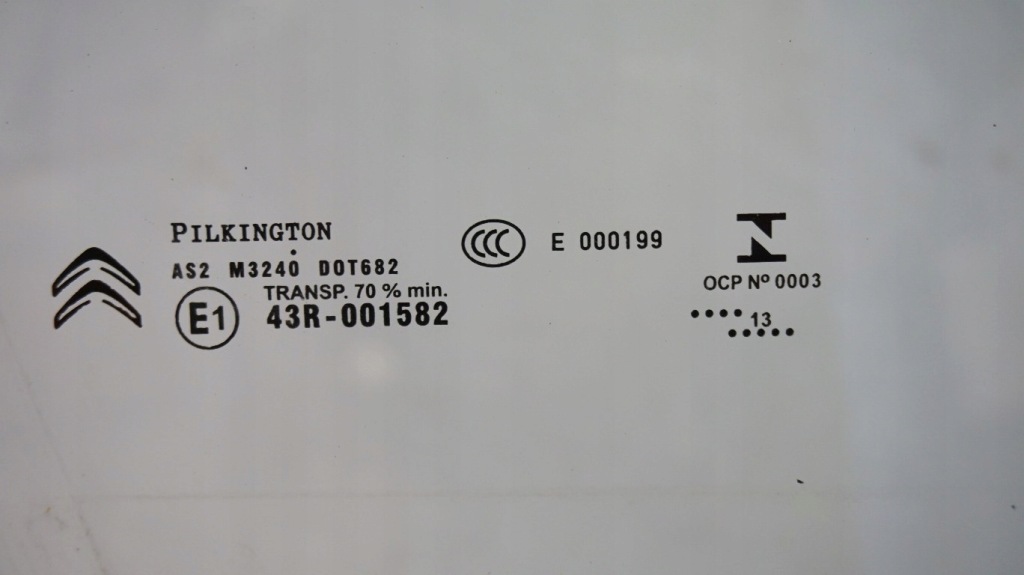 PILKINGTON
AS2 M3240 DOT682
TRANSP. 70 % min.
E1 43R-001582
CCC E 000199
OCP Nº 0003
•••• 13
•••••